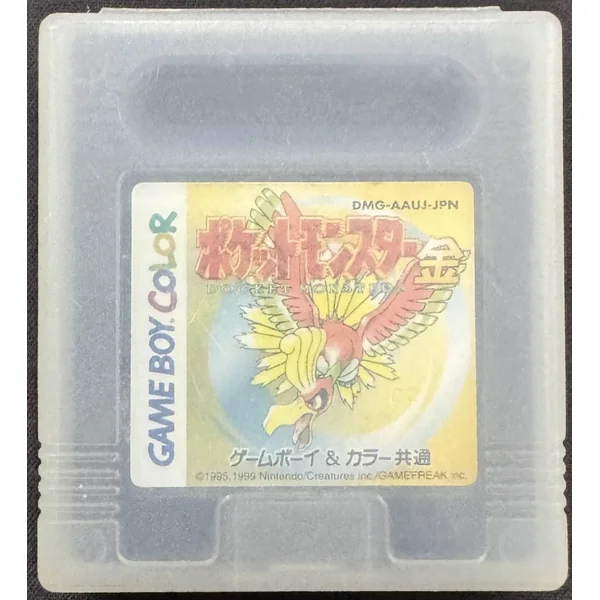 DMG-AAUJ-JPN
ポケットモンスター金
POCKET MONSTERS
GAME BOY COLOR
ゲームボーイ & カラー共通
©1995,1999 Nintendo/Creatures inc./GAMEFREAK inc.